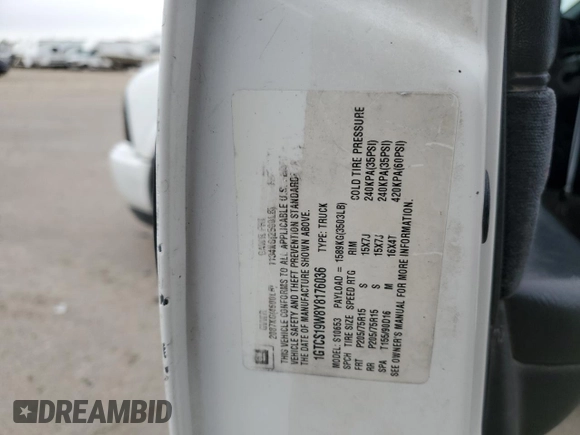 THIS VEHICLE CONFORMS TO ALL APPLICABLE U.S.
VEHICLE SAFETY AND THEFT PREVENTION STANDARDS
THE DATE OF MANUFACTURE SHOWN ABOVE.
1GTCS19W8Y8176036 TYPE: TRUCK
MODEL: S10653 PAYLOAD = 1589KG(3503LB)
SPCH TIRE SIZE SPEED RTG RIM COLD TIRE PRESSURE
FRT P205/75R15 S 15X7J 240KPA(35PSI)
RR P205/75R15 S 15X7J 240KPA(35PSI)
SPA T155/90D16 M 16X4T 420KPA(60PSI)
SEE OWNER'S MANUAL FOR MORE INFORMATION.
DREAMBID
.COM